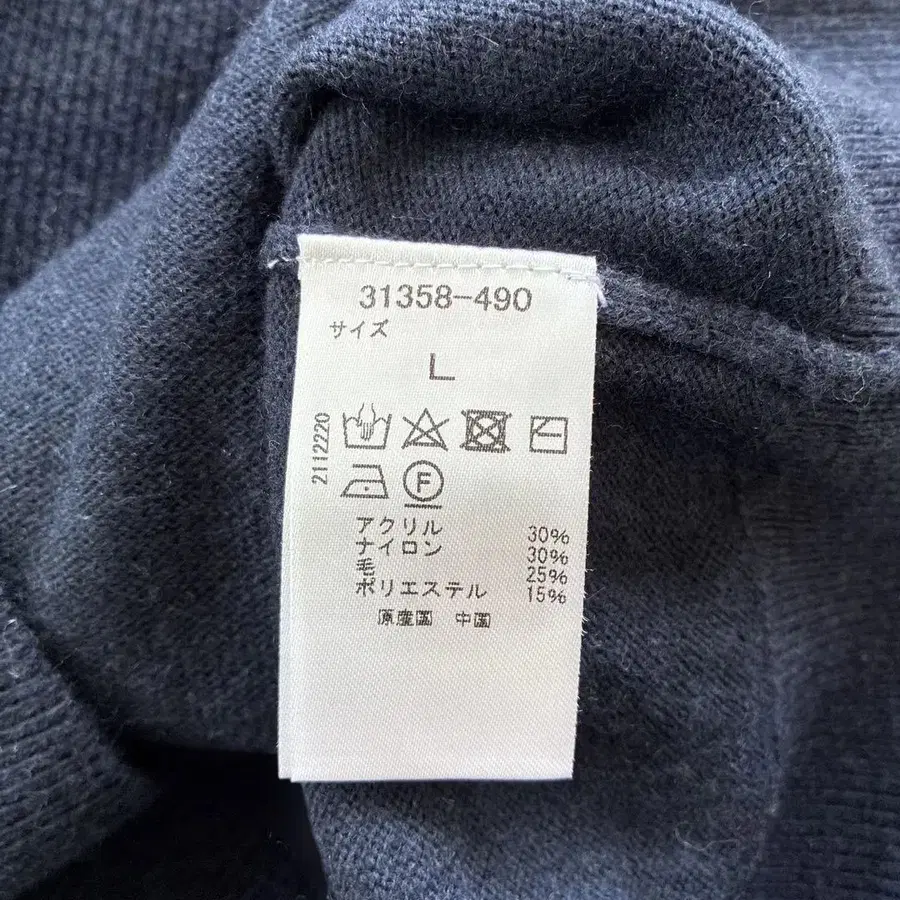 31358-490
サイズ
L
2112220
F
アクリル 30%
ナイロン 30%
毛 25%
ポリエステル 15%
原産国 中国